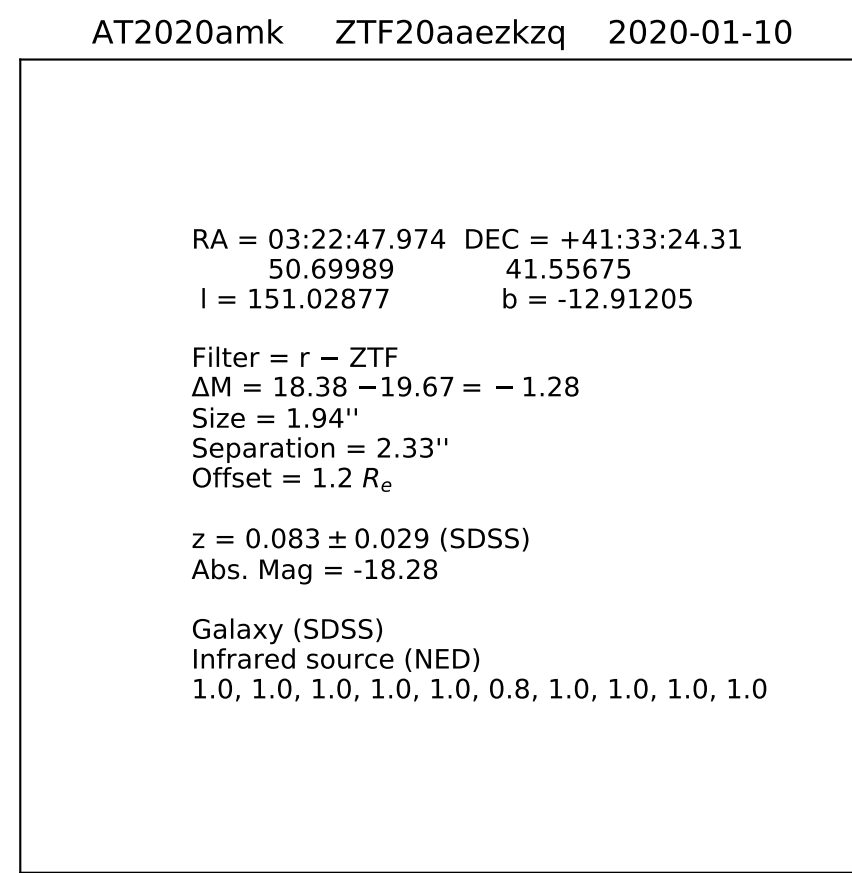 AT2020amk ZTF20aaezkzq 2020-01-10
RA = 03:22:47.974 DEC = +41:33:24.31
50.69989 41.55675
l = 151.02877 b = -12.91205
Filter = r − ZTF
ΔM = 18.38 −19.67 = − 1.28
Size = 1.94''
Separation = 2.33''
Offset = 1.2 Rₑ
z = 0.083 ± 0.029 (SDSS)
Abs. Mag = -18.28
Galaxy (SDSS)
Infrared source (NED)
1.0, 1.0, 1.0, 1.0, 1.0, 0.8, 1.0, 1.0, 1.0, 1.0